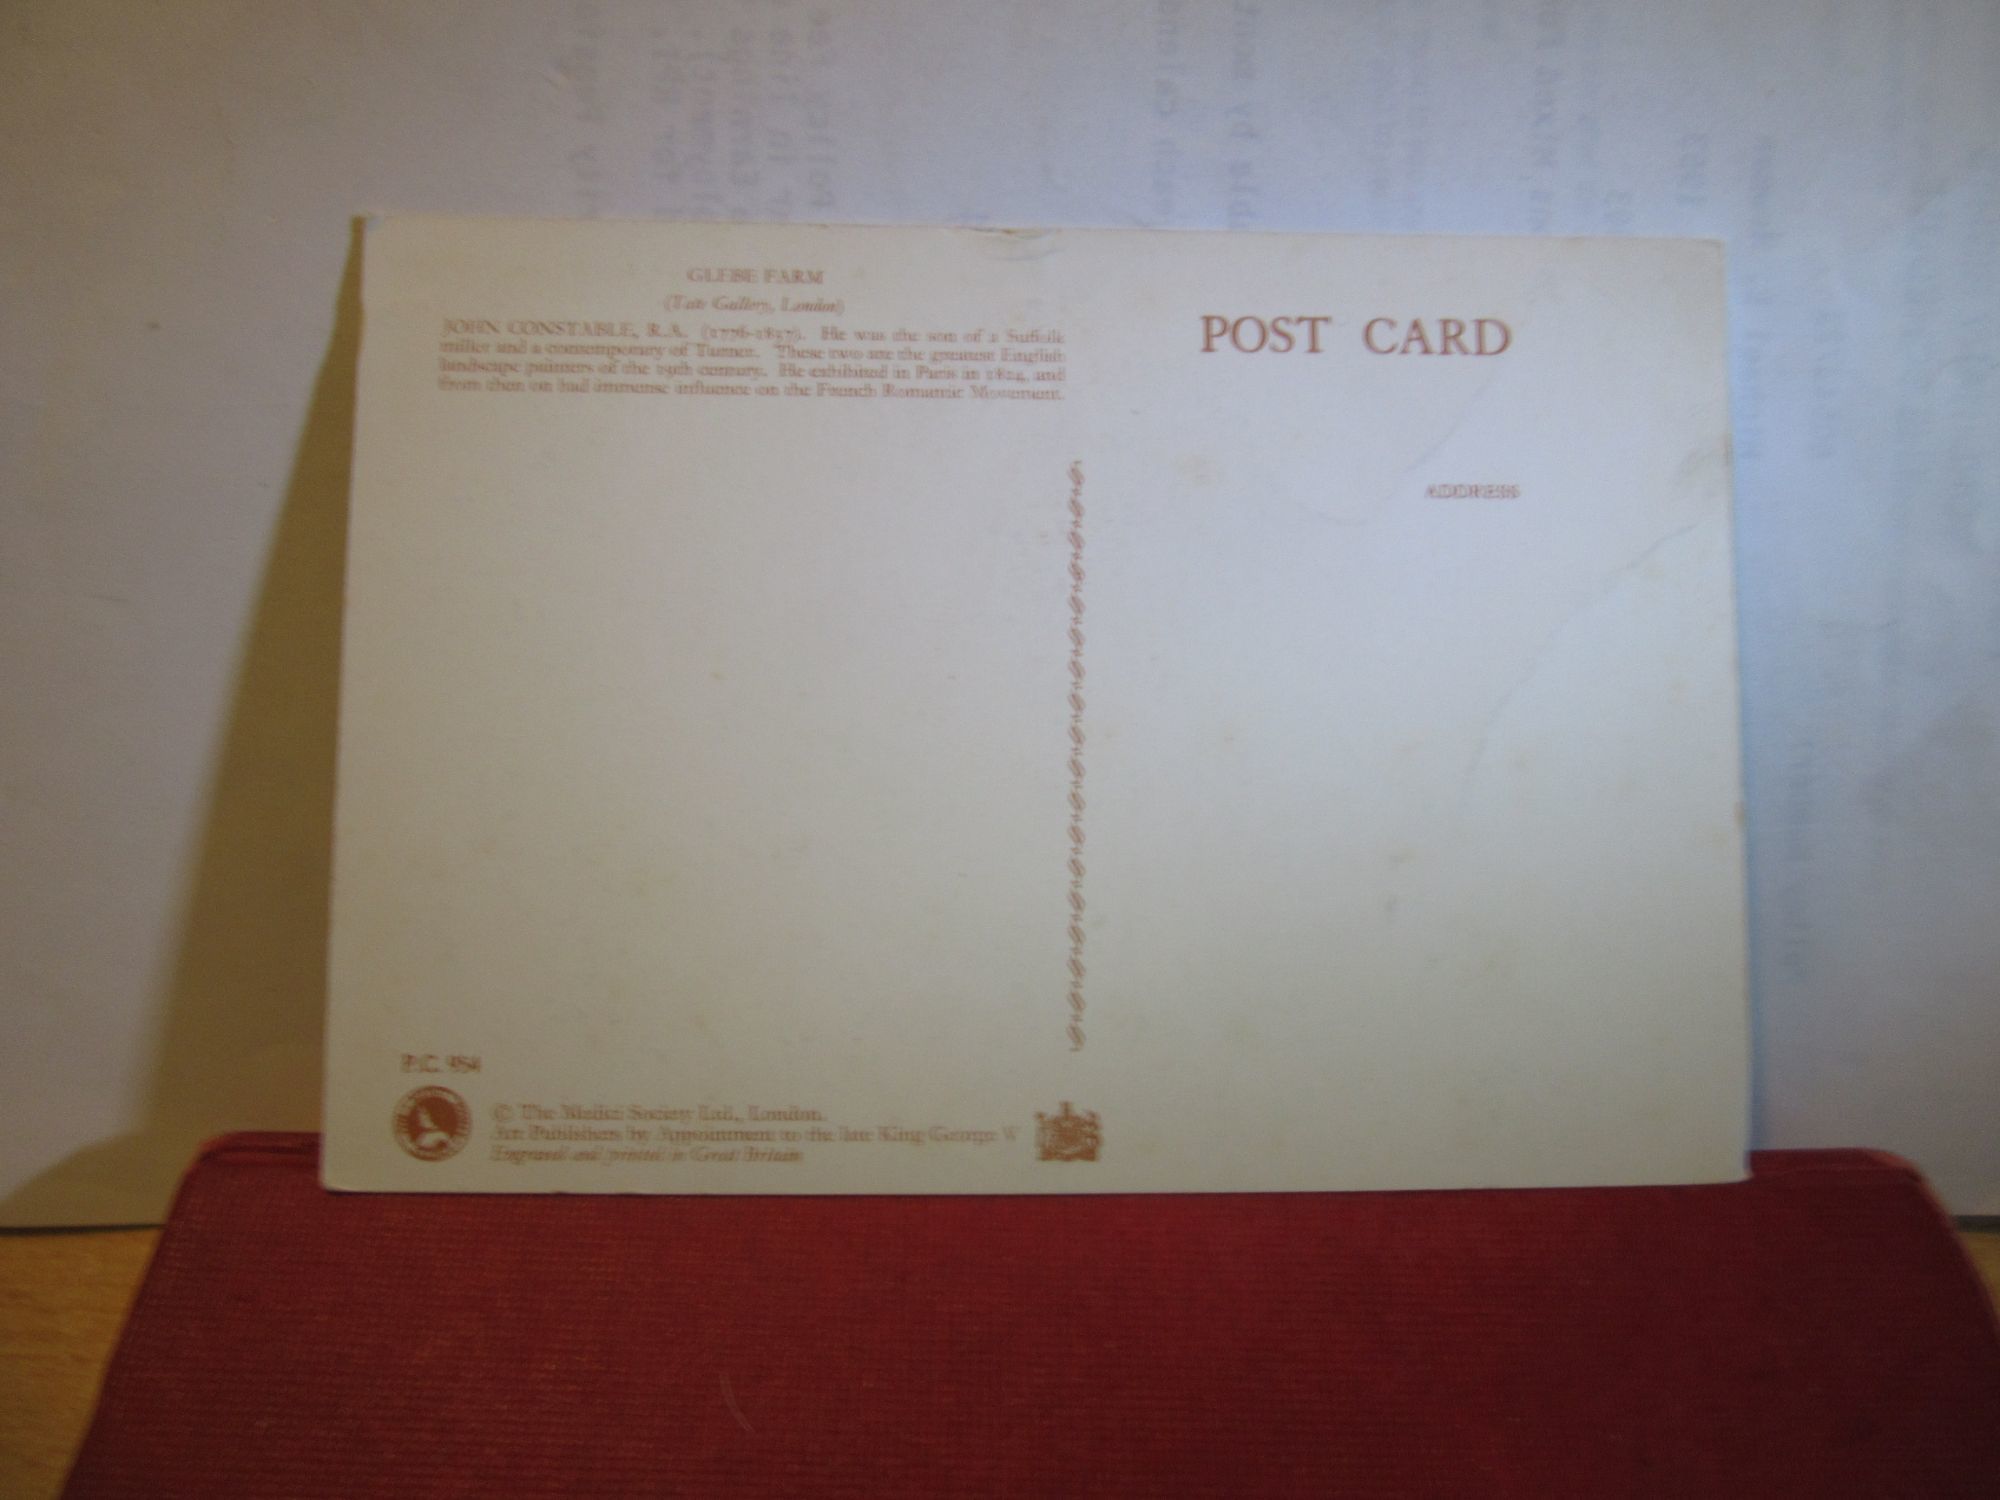 GLEBE FARM
(Tate Gallery, London)
JOHN CONSTABLE, R.A. (1776-1837). He was the son of a Suffolk
miller and a contemporary of Turner. These two are the greatest English
landscape painters of the 19th century. He exhibited in Paris in 1824, and
from then on had immense influence on the French Romantic Movement.
POST CARD
ADDRESS
P.C. 954
© The Medici Society Ltd., London.
Art Publishers by Appointment to the late King George V
Engraved and printed in Great Britain